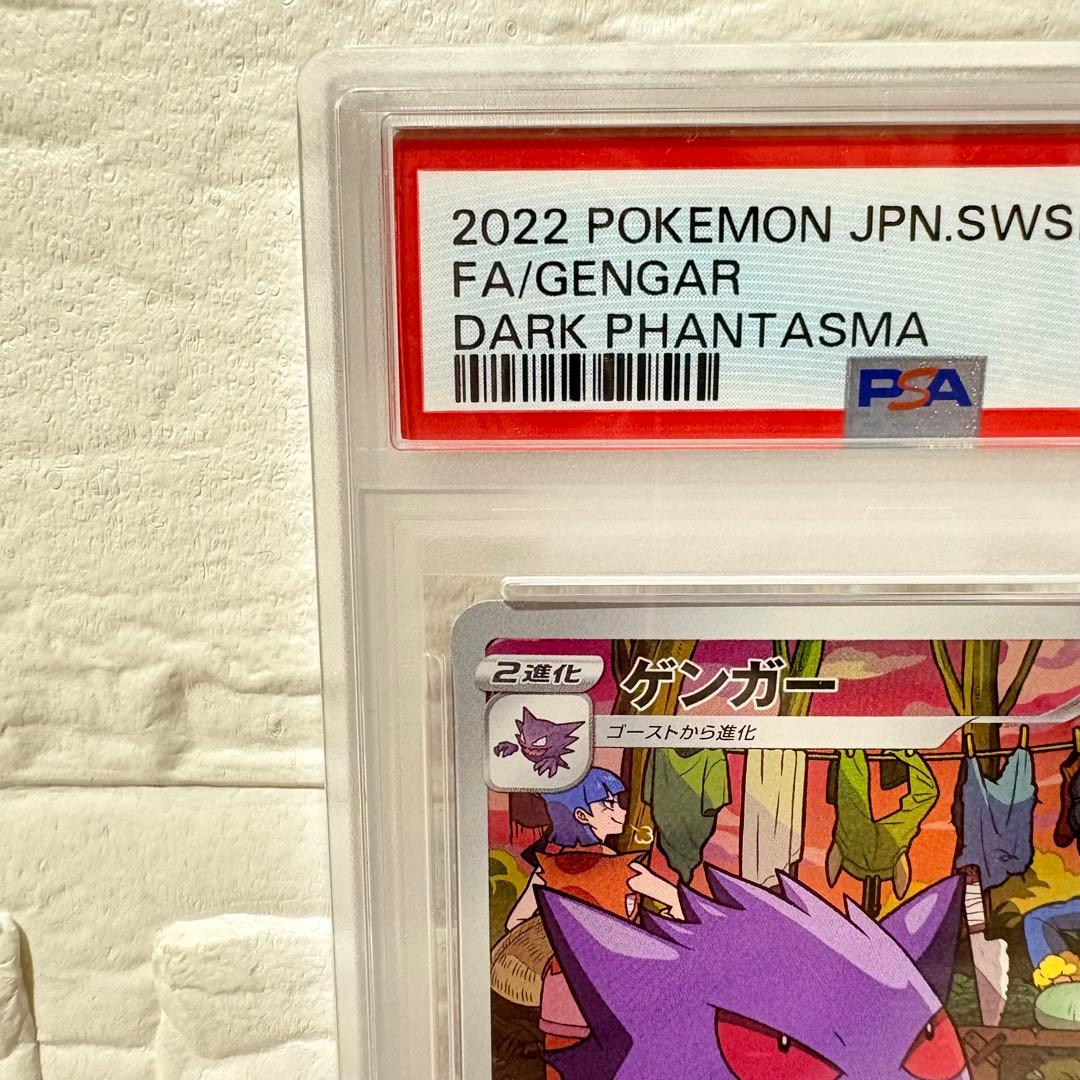 2022 POKEMON JPN.SWS
FA/GENGAR
DARK PHANTASMA
PSA
2進化
ゲンガー
ゴーストから進化